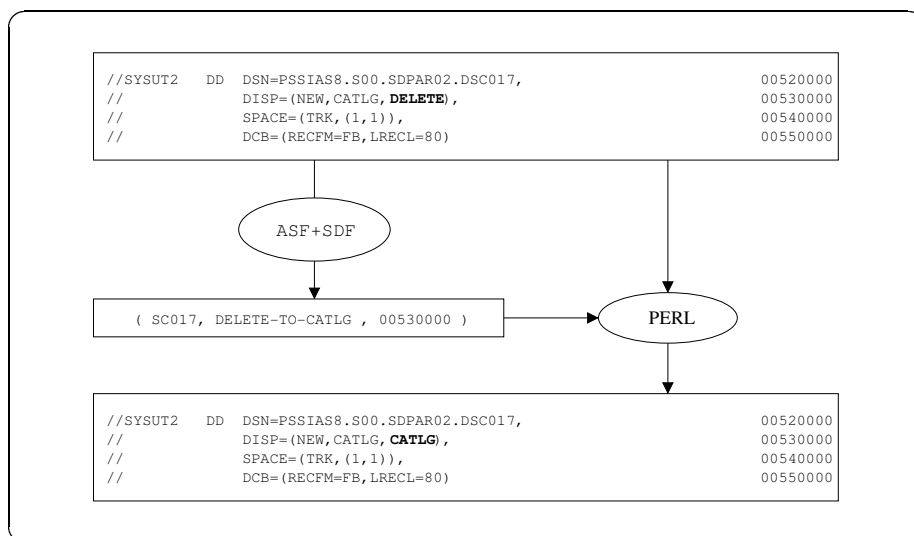 //SYSUT2   DD  DSN=PSSIAS8.S00.SDPAR02.DSC017,                                00520000
//             DISP=(NEW,CATLG,DELETE),                                       00530000
//             SPACE=(TRK,(1,1)),                                             00540000
//             DCB=(RECFM=FB,LRECL=80)                                        00550000
ASF+SDF
( SC017, DELETE-TO-CATLG , 00530000 )
PERL
//SYSUT2   DD  DSN=PSSIAS8.S00.SDPAR02.DSC017,                                00520000
//             DISP=(NEW,CATLG,CATLG),                                        00530000
//             SPACE=(TRK,(1,1)),                                             00540000
//             DCB=(RECFM=FB,LRECL=80)                                        00550000